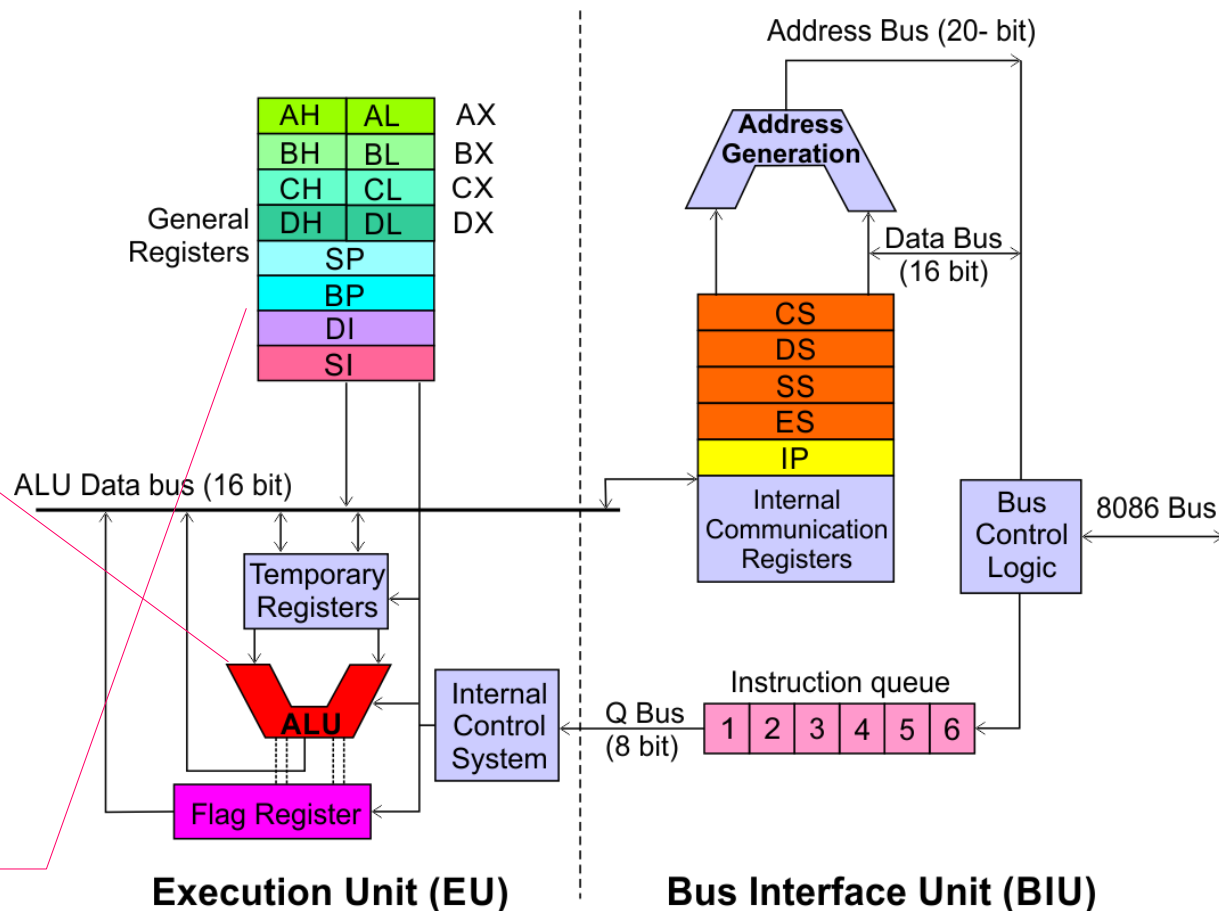 Address Bus (20- bit)
AH AL AX
BH BL BX
CH CL CX
DH DL DX
General
Registers
SP
BP
DI
SI
Address
Generation
Data Bus
(16 bit)
CS
DS
SS
ES
IP
Internal
Communication
Registers
ALU Data bus (16 bit)
Bus
Control
Logic
8086 Bus
Temporary
Registers
ALU
Internal
Control
System
Flag Register
Q Bus
(8 bit)
Instruction queue
1 2 3 4 5 6
Execution Unit (EU)
Bus Interface Unit (BIU)